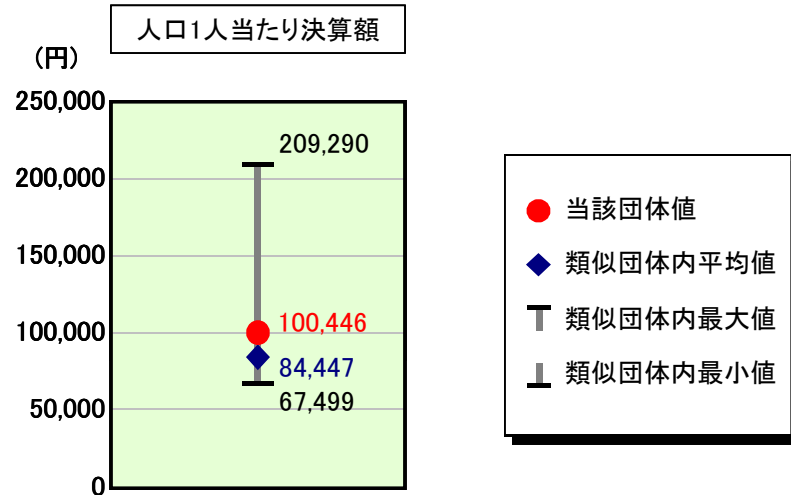 人口1人当たり決算額
(円)
250,000
200,000
150,000
100,000
50,000
0
209,290
100,446
84,447
67,499
当該団体値
類似団体内平均値
類似団体内最大値
類似団体内最小値